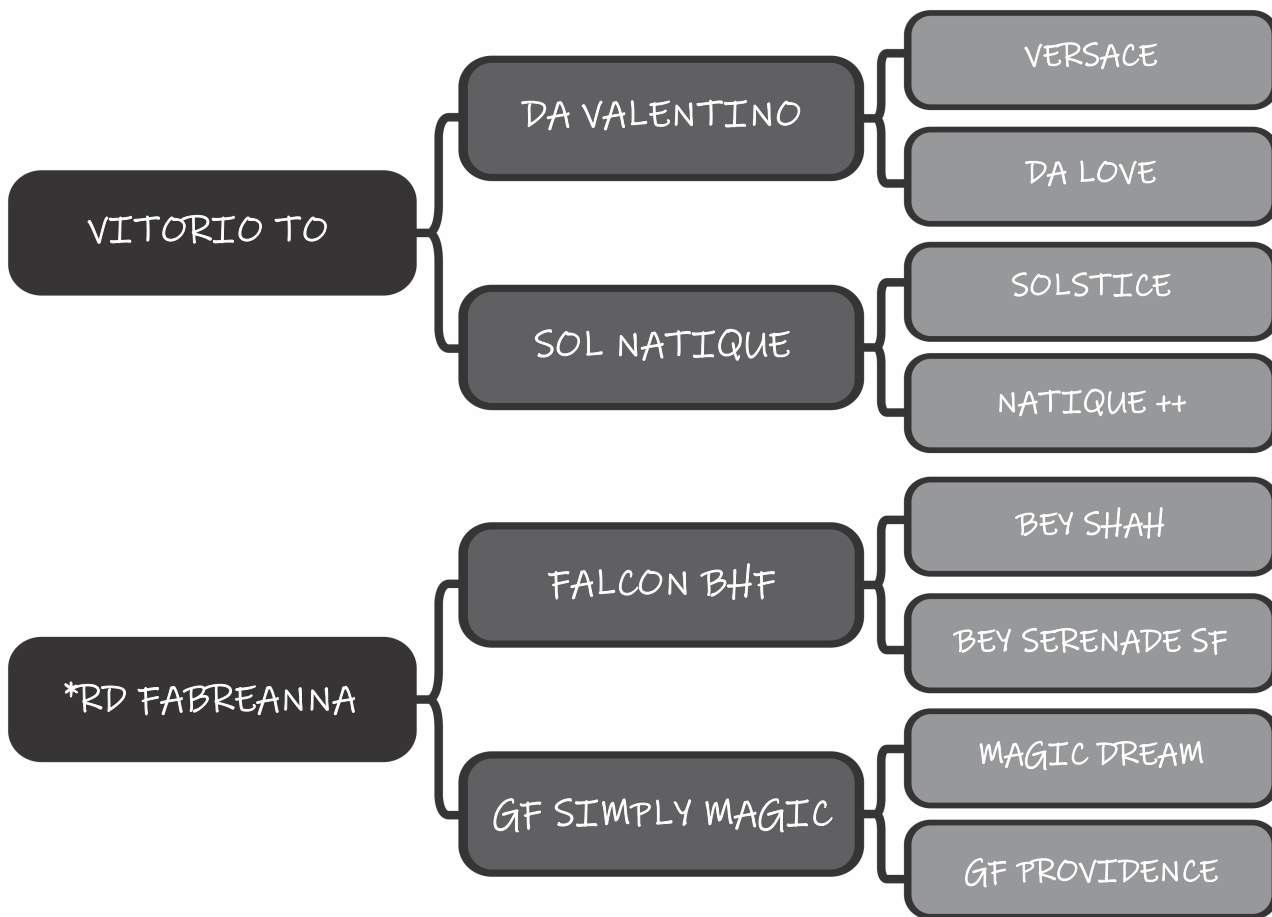 VERSACE
DA VALENTINO
DA LOVE
VITORIO TO
SOLSTICE
SOL NATIQUE
NATIQUE ++
BEY SHAH
FALCON BHF
BEY SERENADE SF
*RD FABREANNA
MAGIC DREAM
GF SIMPLY MAGIC
GF PROVIDENCE